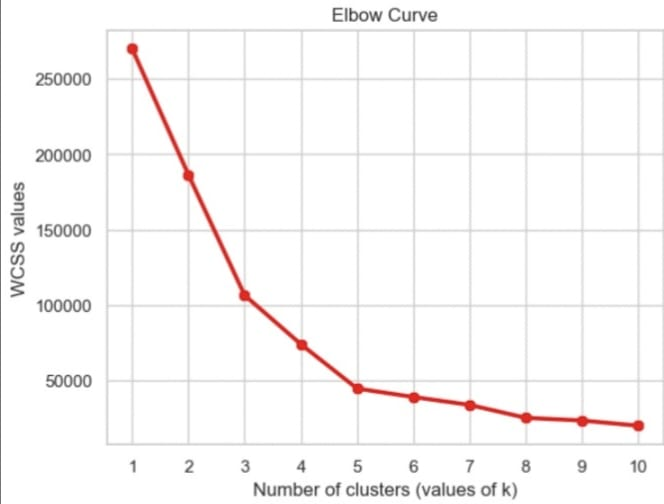 Elbow Curve
WCSS values
250000
200000
150000
100000
50000
1 2 3 4 5 6 7 8 9 10
Number of clusters (values of k)